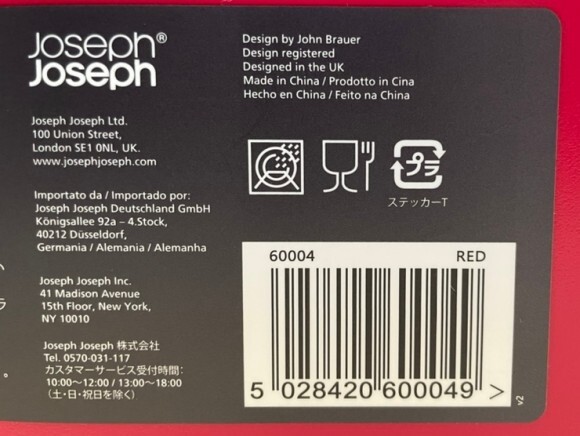 Joseph®
Joseph
Joseph Joseph Ltd.
100 Union Street,
London SE1 0NL, UK.
www.josephjoseph.com
Importato da / Importado por:
Joseph Joseph Deutschland GmbH
Königsallee 92a – 4.Stock,
40212 Düsseldorf,
Germania / Alemania / Alemanha
Joseph Joseph Inc.
41 Madison Avenue
15th Floor, New York,
NY 10010
Joseph Joseph 株式会社
Tel. 0570-031-117
カスタマーサービス受付時間:
10:00〜12:00 / 13:00〜18:00
(土・日・祝日を除く)
Design by John Brauer
Design registered
Designed in the UK
Made in China / Prodotto in Cina
Hecho en China / Feito na China
プラ
ステッカーT
60004 RED
5 028420 600049 >
v2